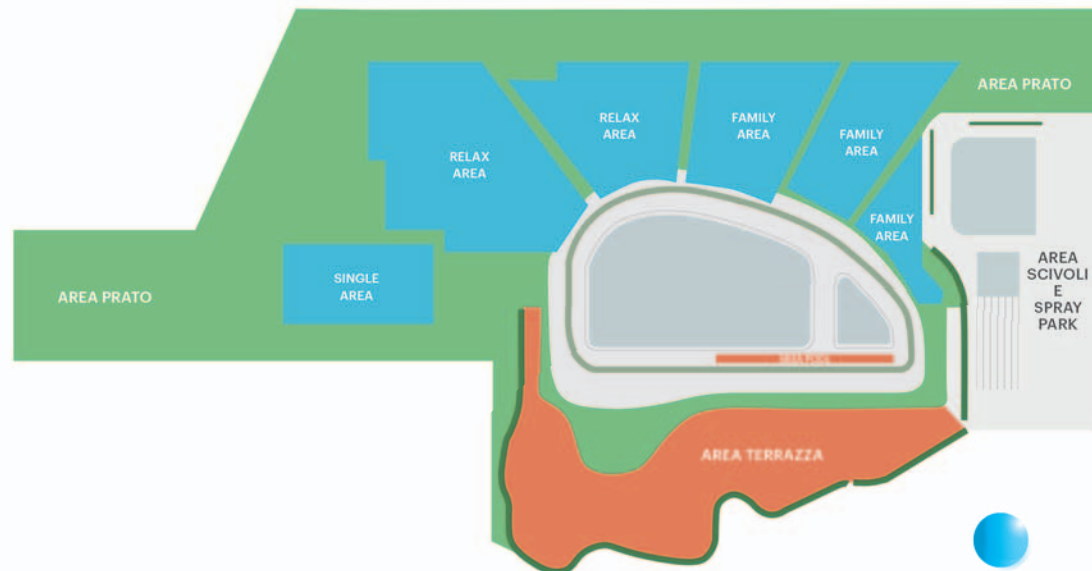 AREA PRATO
RELAX
AREA
FAMILY
AREA
FAMILY
AREA
RELAX
AREA
FAMILY
AREA
SINGLE
AREA
AREA PRATO
AREA
SCIVOLI
E
SPRAY
PARK
AREA TERRAZZA